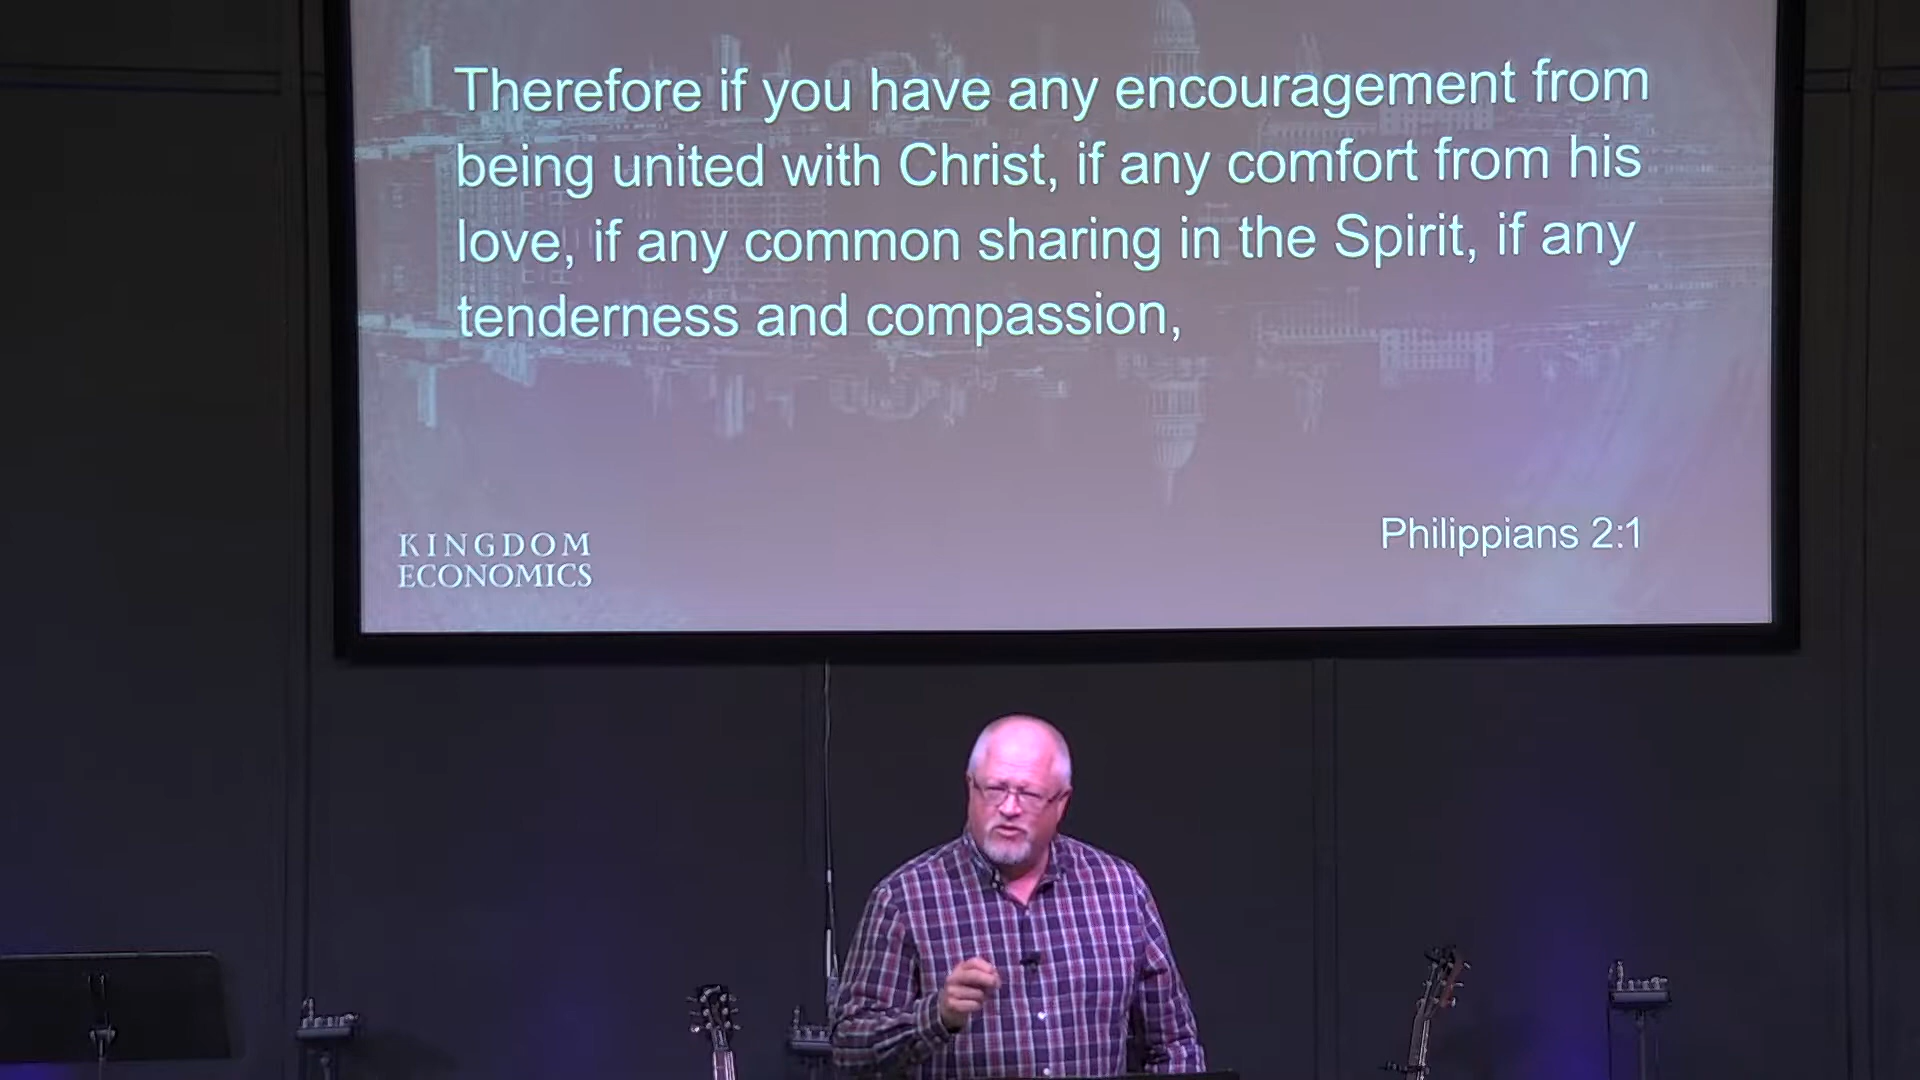 Therefore if you have any encouragement from
being united with Christ, if any comfort from his
love, if any common sharing in the Spirit, if any
tenderness and compassion,
Philippians 2:1
KINGDOM
ECONOMICS